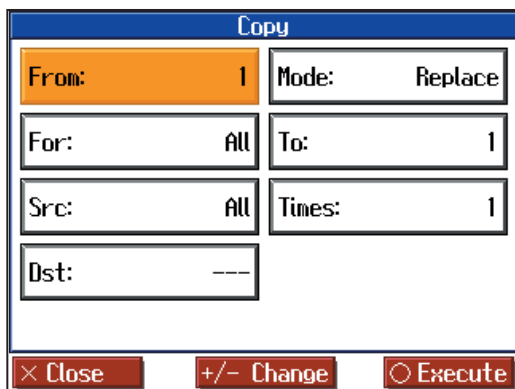 Copy
From: 1 Mode: Replace
For: All To: 1
Src: All Times: 1
Dst: ---
× Close +/- Change ○ Execute